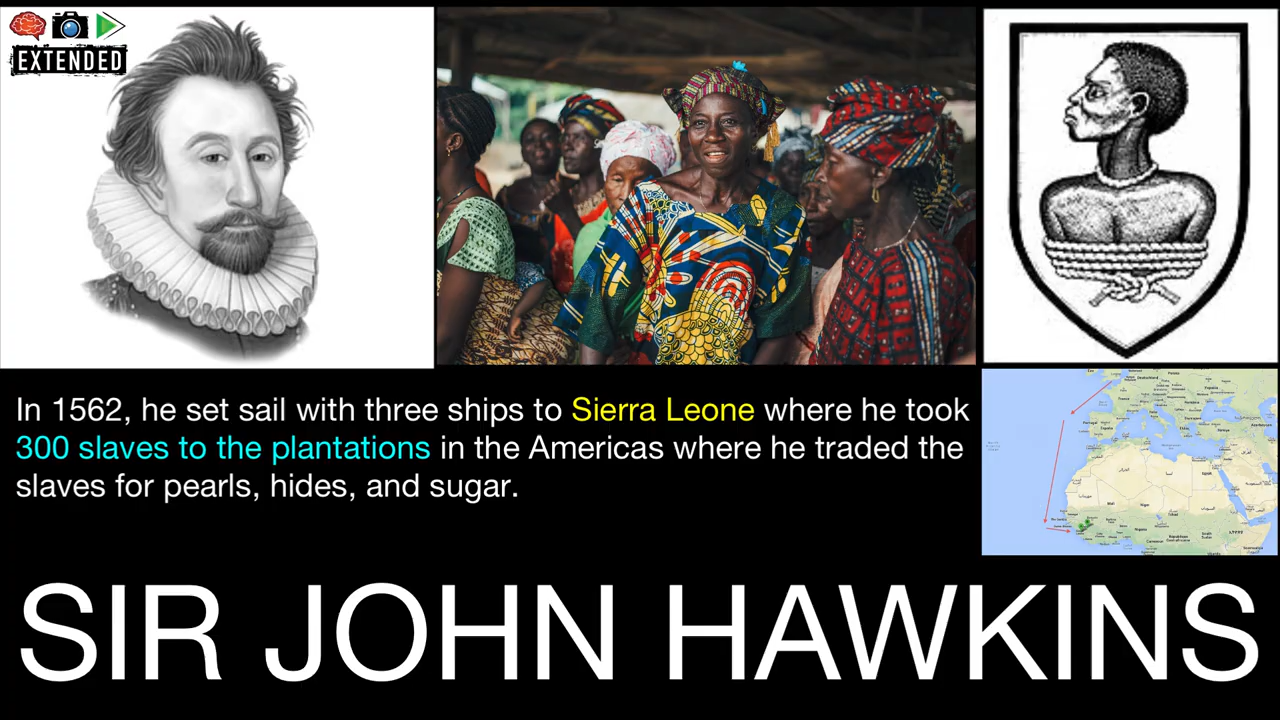 EXTENDED
In 1562, he set sail with three ships to Sierra Leone where he took
300 slaves to the plantations in the Americas where he traded the
slaves for pearls, hides, and sugar.
SIR JOHN HAWKINS